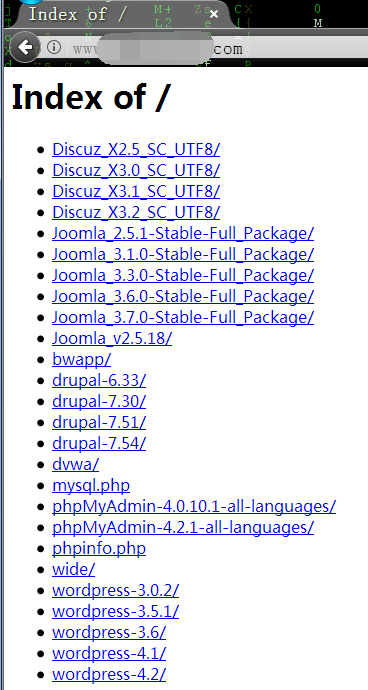 Index of /
www
com
Index of /
Discuz_X2.5_SC_UTF8/
Discuz_X3.0_SC_UTF8/
Discuz_X3.1_SC_UTF8/
Discuz_X3.2_SC_UTF8/
Joomla_2.5.1-Stable-Full_Package/
Joomla_3.1.0-Stable-Full_Package/
Joomla_3.3.0-Stable-Full_Package/
Joomla_3.6.0-Stable-Full_Package/
Joomla_3.7.0-Stable-Full_Package/
Joomla_v2.5.18/
bwapp/
drupal-6.33/
drupal-7.30/
drupal-7.51/
drupal-7.54/
dvwa/
mysql.php
phpMyAdmin-4.0.10.1-all-languages/
phpMyAdmin-4.2.1-all-languages/
phpinfo.php
wide/
wordpress-3.0.2/
wordpress-3.5.1/
wordpress-3.6/
wordpress-4.1/
wordpress-4.2/